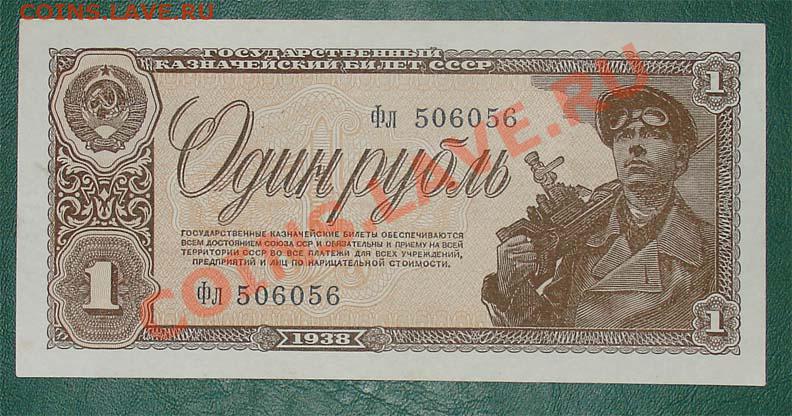 COINS.LAVE.RU
ГОСУДАРСТВЕННЫЙ
КАЗНАЧЕЙСКИЙ БИЛЕТ СССР
1
Фл 506056
Один рубль
COINS.LAVE.RU
ГОСУДАРСТВЕННЫЕ КАЗНАЧЕЙСКИЕ БИЛЕТЫ ОБЕСПЕЧИВАЮТСЯ
ВСЕМ ДОСТОЯНИЕМ СОЮЗА ССР И ОБЯЗАТЕЛЬНЫ К ПРИЕМУ НА ВСЕЙ
ТЕРРИТОРИИ СССР ВО ВСЕ ПЛАТЕЖИ ДЛЯ ВСЕХ УЧРЕЖДЕНИЙ,
ПРЕДПРИЯТИЙ И ЛИЦ ПО НАРИЦАТЕЛЬНОЙ СТОИМОСТИ.
1
Фл 506056
1
1938